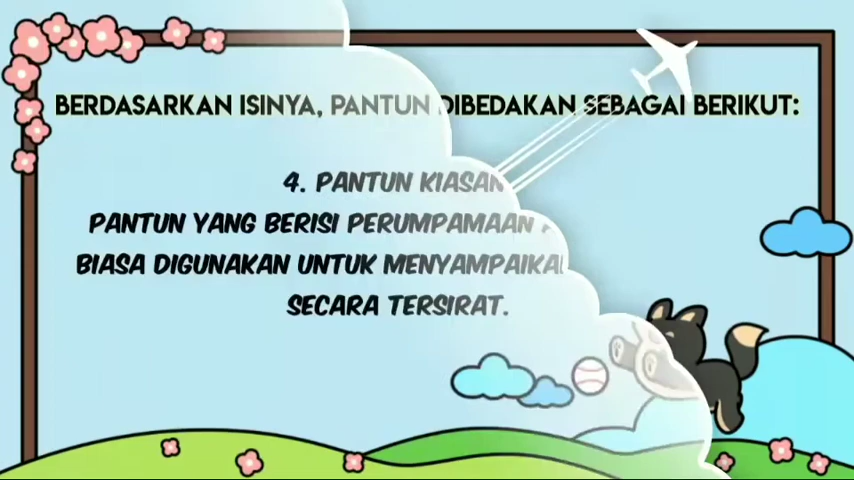 BERDASARKAN ISINYA, PANTUN DIBEDAKAN SEBAGAI BERIKUT:
4. PANTUN KIASAN
PANTUN YANG BERISI PERUMPAMAAN
BIASA DIGUNAKAN UNTUK MENYAMPAIKA
SECARA TERSIRAT.